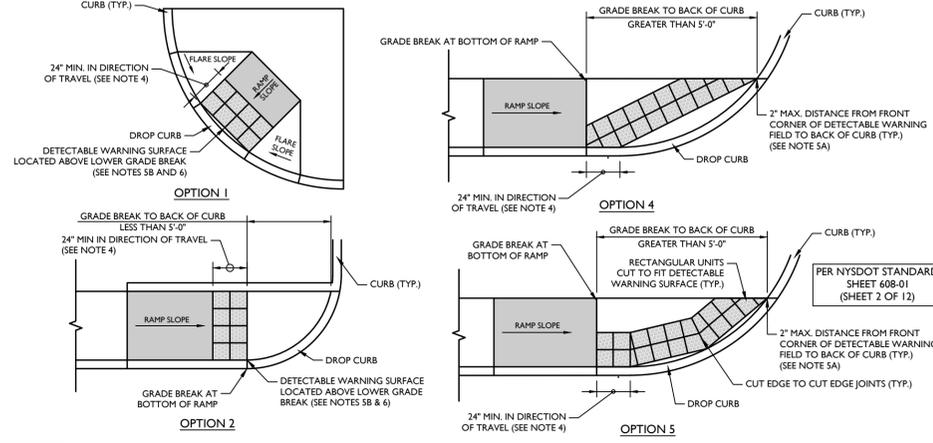 CURB (TYP.)
FLARE SLOPE
24" MIN. IN DIRECTION
OF TRAVEL (SEE NOTE 4)
RAMP
SLOPE
DROP CURB
FLARE
SLOPE
DETECTABLE WARNING SURFACE
LOCATED ABOVE LOWER GRADE BREAK
(SEE NOTES 5B AND 6)
OPTION 1
GRADE BREAK TO BACK OF CURB
GREATER THAN 5'-0"
CURB (TYP.)
GRADE BREAK AT BOTTOM OF RAMP
RAMP SLOPE
2" MAX. DISTANCE FROM FRONT
CORNER OF DETECTABLE WARNING
FIELD TO BACK OF CURB (TYP.)
(SEE NOTE 5A)
DROP CURB
24" MIN. IN DIRECTION
OF TRAVEL (SEE NOTE 4)
OPTION 4
GRADE BREAK TO BACK OF CURB
LESS THAN 5'-0"
24" MIN IN DIRECTION OF TRAVEL
(SEE NOTE 4)
CURB (TYP.)
RAMP SLOPE
DROP CURB
GRADE BREAK AT
BOTTOM OF RAMP
DETECTABLE WARNING SURFACE
LOCATED ABOVE LOWER GRADE
BREAK (SEE NOTES 5B & 6)
OPTION 2
GRADE BREAK TO BACK OF CURB
GREATER THAN 5'-0"
CURB (TYP.)
GRADE BREAK AT
BOTTOM OF RAMP
RECTANGULAR UNITS
CUT TO FIT DETECTABLE
WARNING SURFACE (TYP.)
PER NYSDOT STANDARD
SHEET 608-01
(SHEET 2 OF 12)
RAMP SLOPE
2" MAX. DISTANCE FROM FRONT
CORNER OF DETECTABLE WARNING
FIELD TO BACK OF CURB (TYP.)
(SEE NOTE 5A)
CUT EDGE TO CUT EDGE JOINTS (TYP.)
DROP CURB
24" MIN. IN DIRECTION
OF TRAVEL (SEE NOTE 4)
OPTION 5